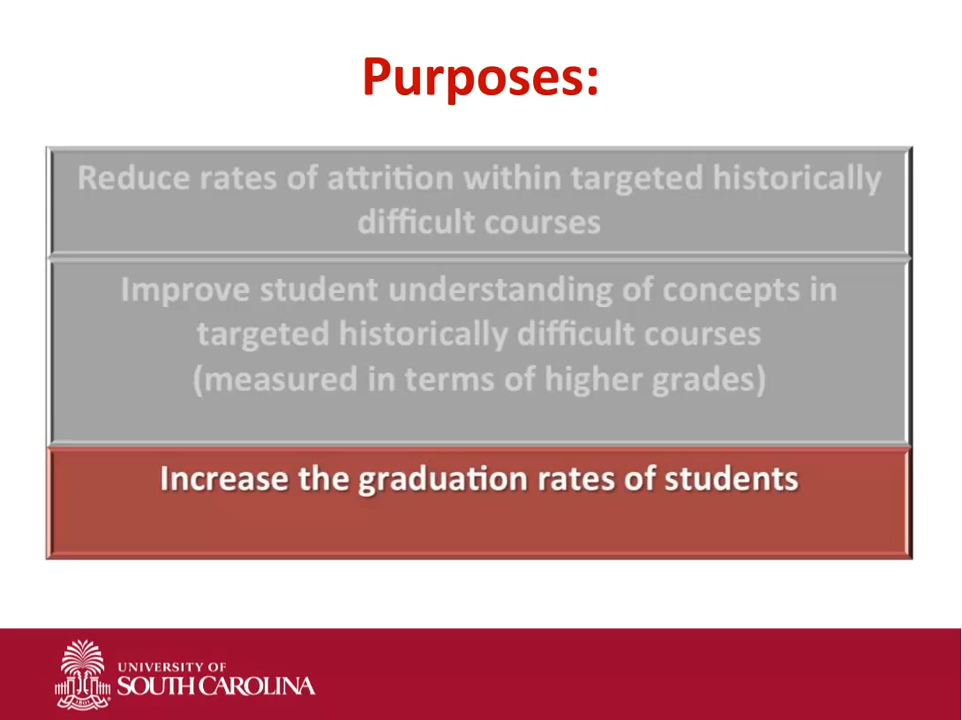 Purposes:
Reduce rates of attrition within targeted historically
difficult courses
Improve student understanding of concepts in
targeted historically difficult courses
(measured in terms of higher grades)
Increase the graduation rates of students
UNIVERSITY OF
SOUTH CAROLINA